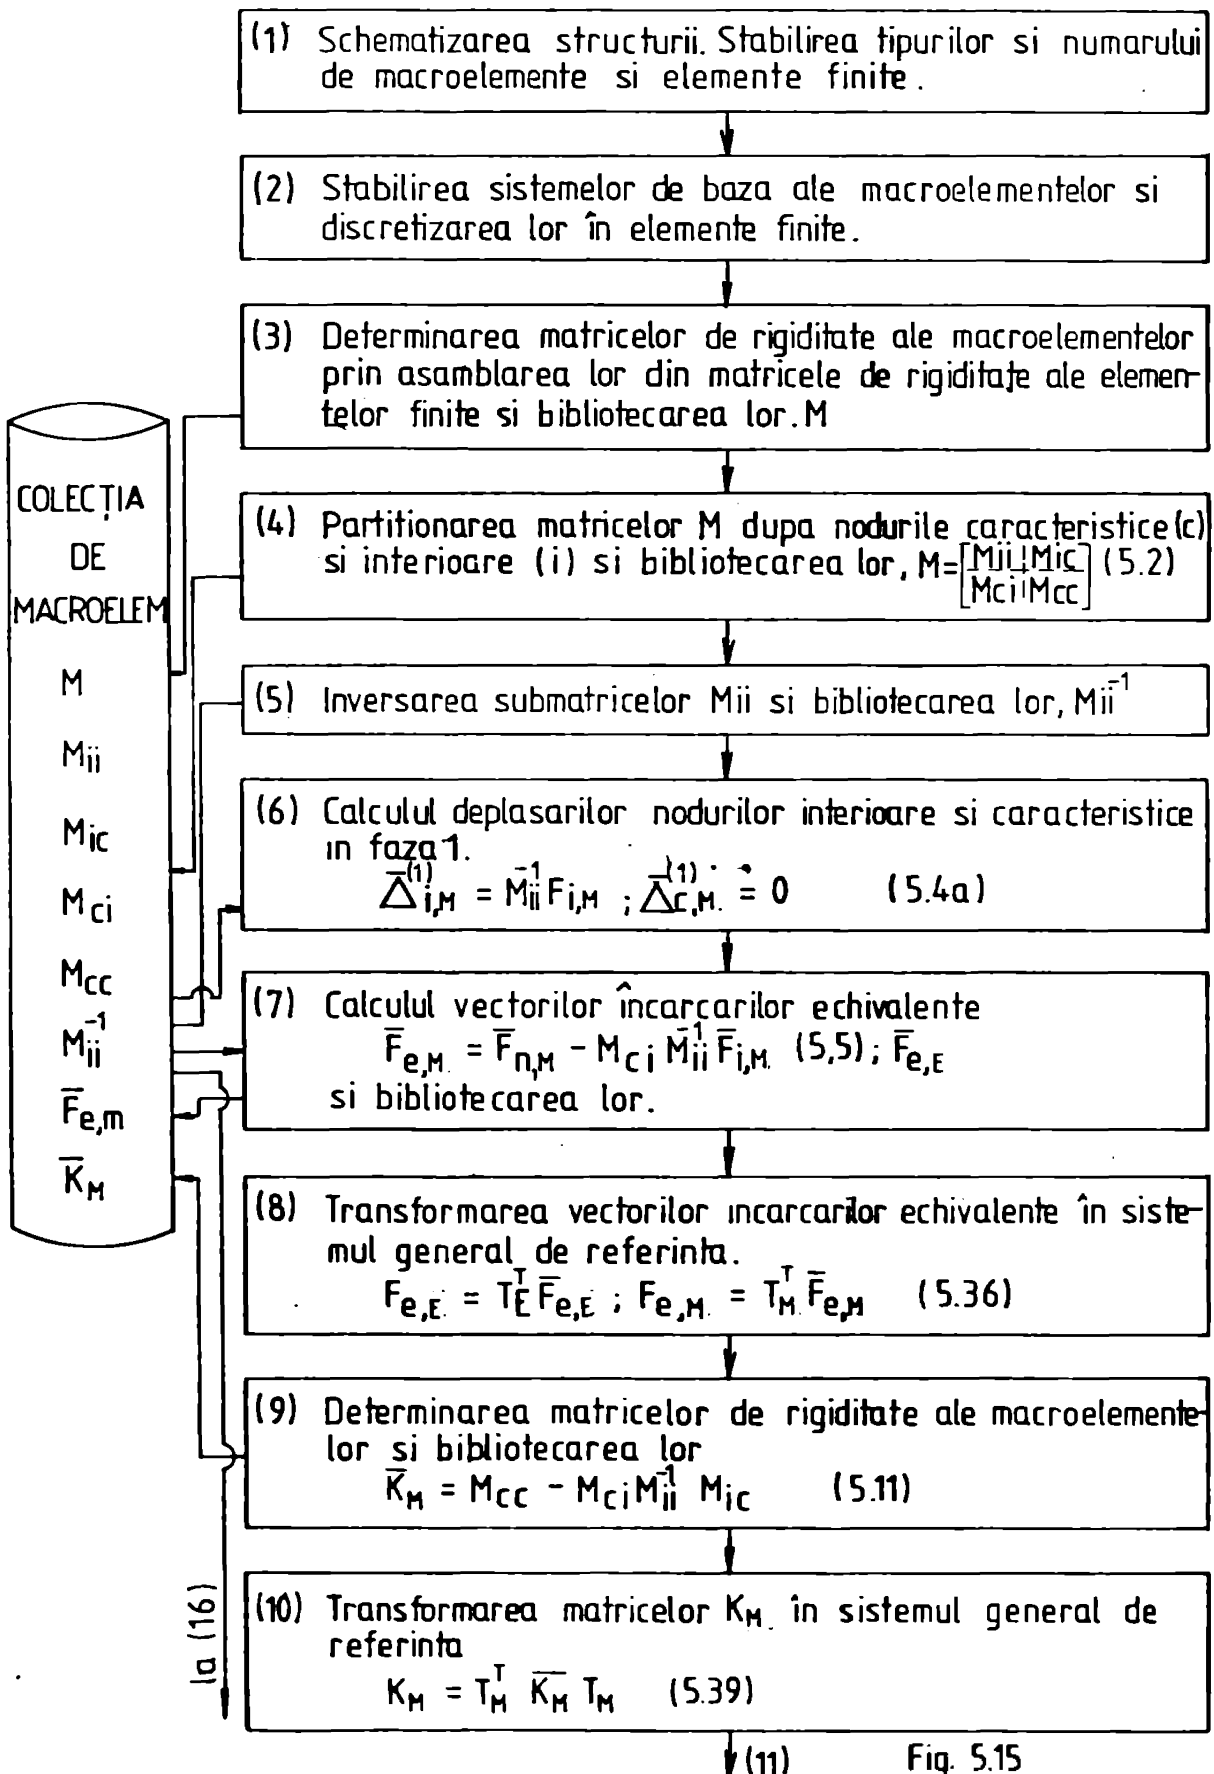 (1) Schematizarea structurii. Stabilirea tipurilor si numarului
de macroelemente si elemente finite.
(2) Stabilirea sistemelor de baza ale macroelementelor si
discretizarea lor în elemente finite.
(3) Determinarea matricelor de rigiditate ale macroelementelor
prin asamblarea lor din matricele de rigiditate ale elemen-
telor finite si bibliotecarea lor. M
(4) Partitionarea matricelor M dupa nodurile caracteristice (c)
si interioare (i) si bibliotecarea lor, M=[Mii|Mic / Mci|Mcc] (5.2)
(5) Inversarea submatricelor Mii si bibliotecarea lor, Mii⁻¹
(6) Calculul deplasarilor nodurilor interioare si caracteristice
in faza 1.
Δ̅⁽¹⁾i,M = Mii⁻¹ Fi,M ; Δ̅⁽¹⁾c,M. = 0 (5.4a)
(7) Calculul vectorilor încarcarilor echivalente
F̅e,M. = F̅n,M – Mci Mii⁻¹ F̅i,M. (5,5) ; F̅e,E
si bibliotecarea lor.
(8) Transformarea vectorilor incarcarilor echivalente în siste-
mul general de referinta.
Fe,E. = TEᵀ F̅e,E ; Fe,M. = TMᵀ F̅e,M (5.36)
(9) Determinarea matricelor de rigiditate ale macroelemente-
lor si bibliotecarea lor
K̅M = Mcc – Mci Mii⁻¹ Mic (5.11)
(10) Transformarea matricelor KM. în sistemul general de
referinta
KM = TMᵀ K̅M TM (5.39)
(11)
Fig. 5.15
COLECȚIA
DE
MACROELEM
M
Mii
Mic
Mci
Mcc
Mii⁻¹
F̅e,m
K̅M
la (16)